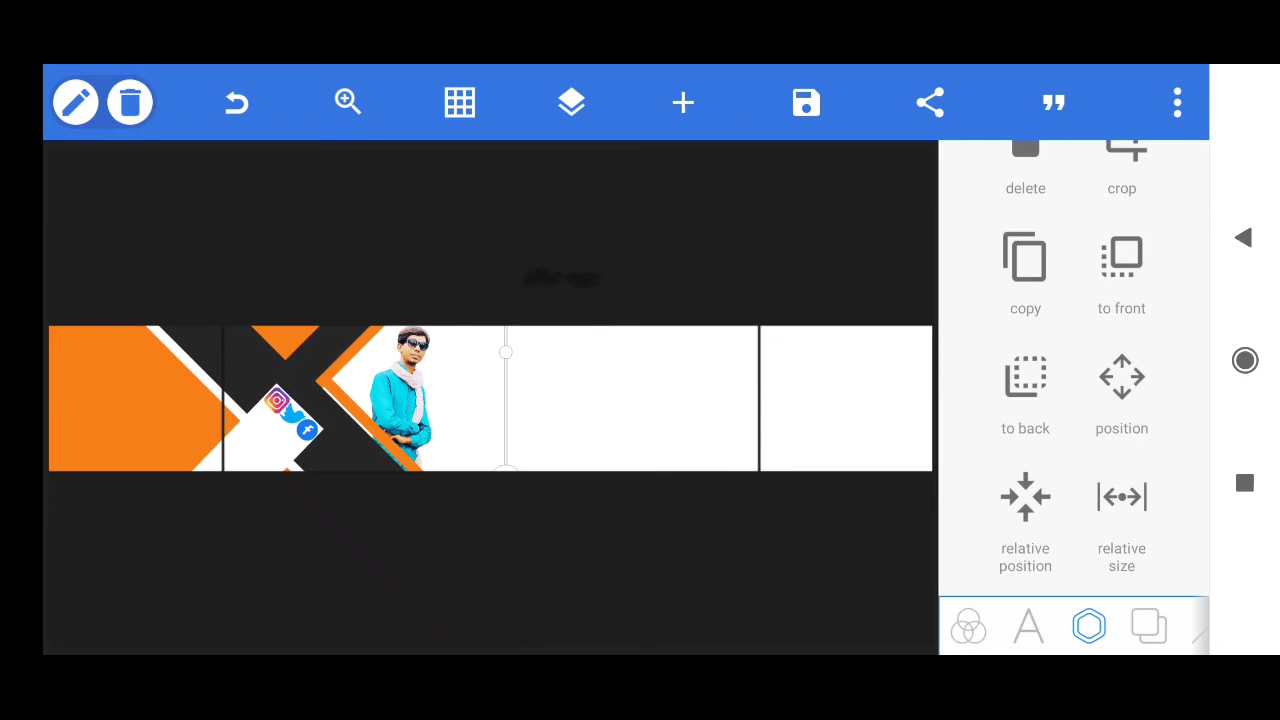 delete
crop
copy
to front
to back
position
relative
position
relative
size